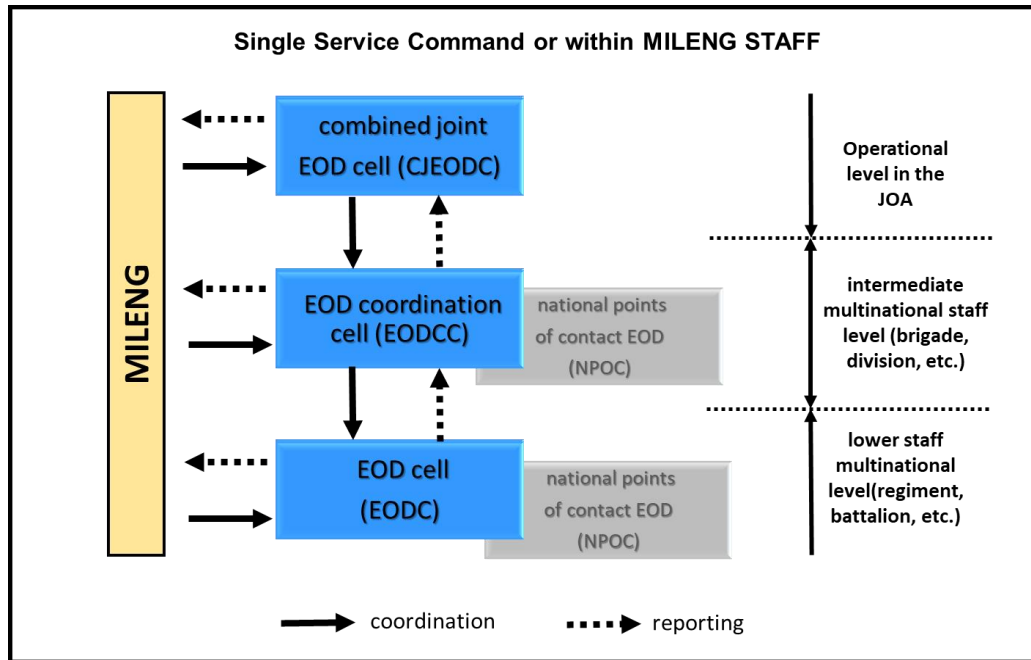 Single Service Command or within MILENG STAFF
MILENG
combined joint
EOD cell (CJEODC)
Operational
level in the
JOA
EOD coordination
cell (EODCC)
national points
of contact EOD
(NPOC)
intermediate
multinational staff
level (brigade,
division, etc.)
EOD cell
(EODC)
national points
of contact EOD
(NPOC)
lower staff
multinational
level(regiment,
battalion, etc.)
coordination
reporting